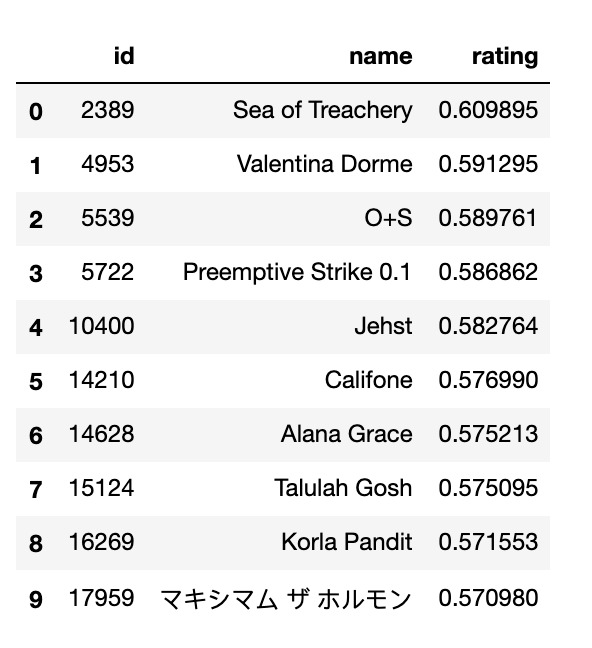 id name rating
0 2389 Sea of Treachery 0.609895
1 4953 Valentina Dorme 0.591295
2 5539 O+S 0.589761
3 5722 Preemptive Strike 0.1 0.586862
4 10400 Jehst 0.582764
5 14210 Califone 0.576990
6 14628 Alana Grace 0.575213
7 15124 Talulah Gosh 0.575095
8 16269 Korla Pandit 0.571553
9 17959 マキシマム ザ ホルモン 0.570980